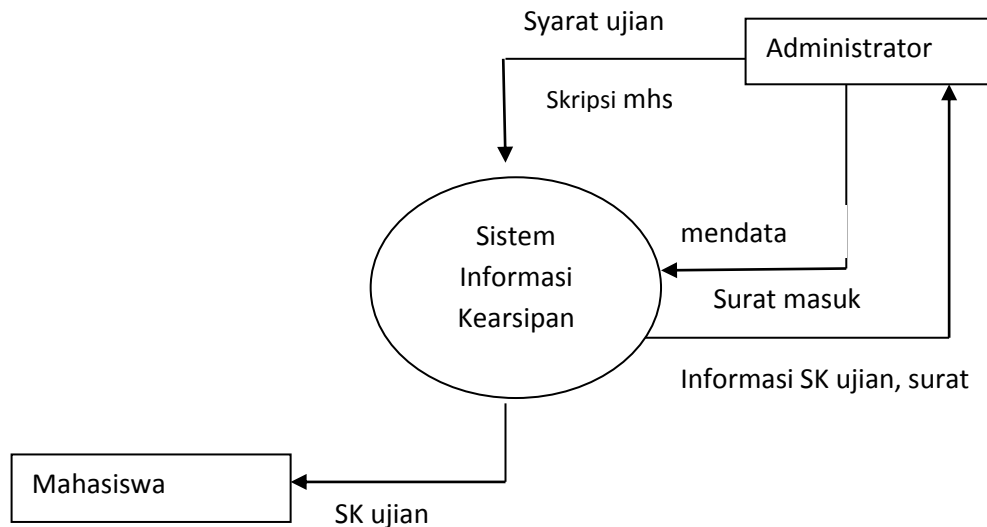 Syarat ujian
Administrator
Skripsi mhs
Sistem
Informasi
Kearsipan
mendata
Surat masuk
Informasi SK ujian, surat
Mahasiswa
SK ujian